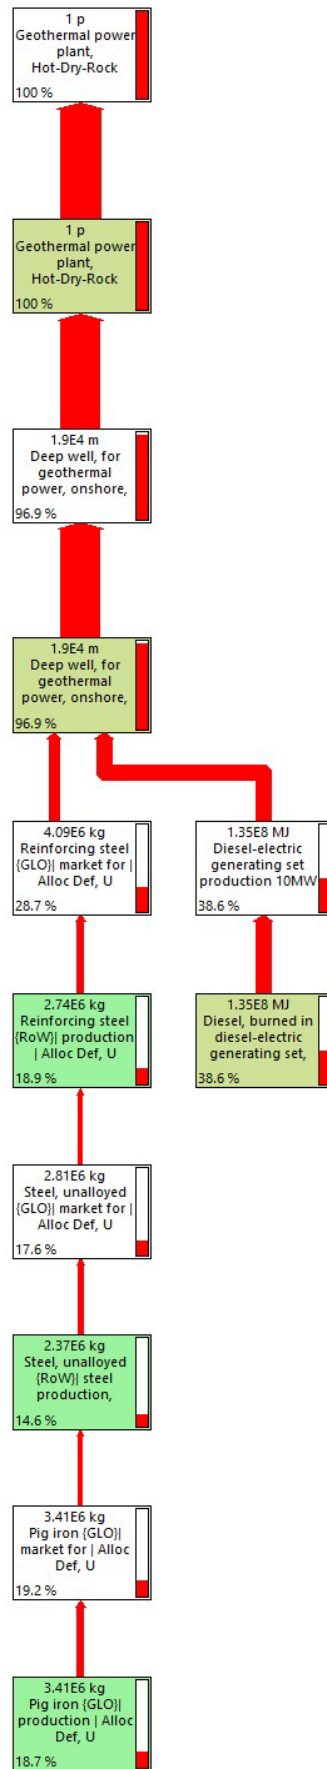 1 p
Geothermal power
plant,
Hot-Dry-Rock
100 %
1 p
Geothermal power
plant,
Hot-Dry-Rock
100 %
1.9E4 m
Deep well, for
geothermal
power, onshore,
96.9 %
1.9E4 m
Deep well, for
geothermal
power, onshore,
96.9 %
4.09E6 kg
Reinforcing steel
{GLO}| market for |
Alloc Def, U
28.7 %
1.35E8 MJ
Diesel-electric
generating set
production 10MW
38.6 %
2.74E6 kg
Reinforcing steel
{RoW}| production
| Alloc Def, U
18.9 %
1.35E8 MJ
Diesel, burned in
diesel-electric
generating set,
38.6 %
2.81E6 kg
Steel, unalloyed
{GLO}| market for |
Alloc Def, U
17.6 %
2.37E6 kg
Steel, unalloyed
{RoW}| steel
production,
14.6 %
3.41E6 kg
Pig iron {GLO}|
market for | Alloc
Def, U
19.2 %
3.41E6 kg
Pig iron {GLO}|
production | Alloc
Def, U
18.7 %